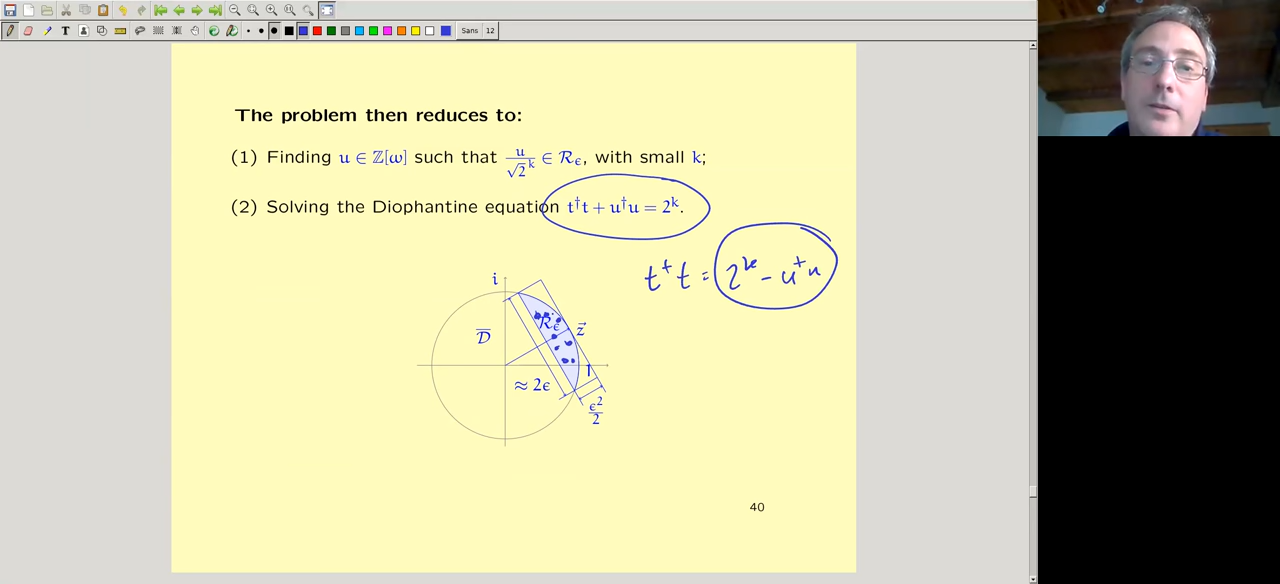 Sans 12
The problem then reduces to:
(1) Finding u ∈ ℤ[ω] such that u/√2^k ∈ R_ϵ, with small k;
(2) Solving the Diophantine equation t†t + u†u = 2^k.
t†t = 2^k - u†u
i
D̅
R_ϵ
z⃗
1
≈ 2ϵ
ϵ²/2
40